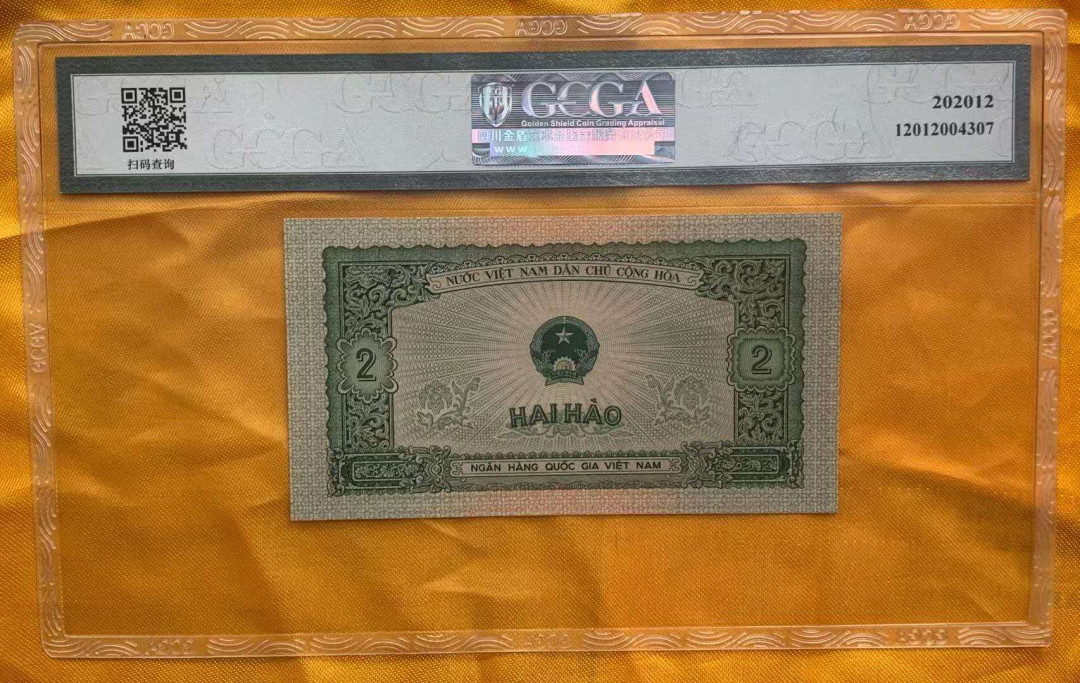 GCGA
Golden Shield Coin Grading Appraisal
www
202012
12012004307
扫码查询
NƯỚC VIỆT NAM DÂN CHỦ CỘNG HÒA
2
2
HAI HÀO
NGÂN HÀNG QUỐC GIA VIỆT NAM